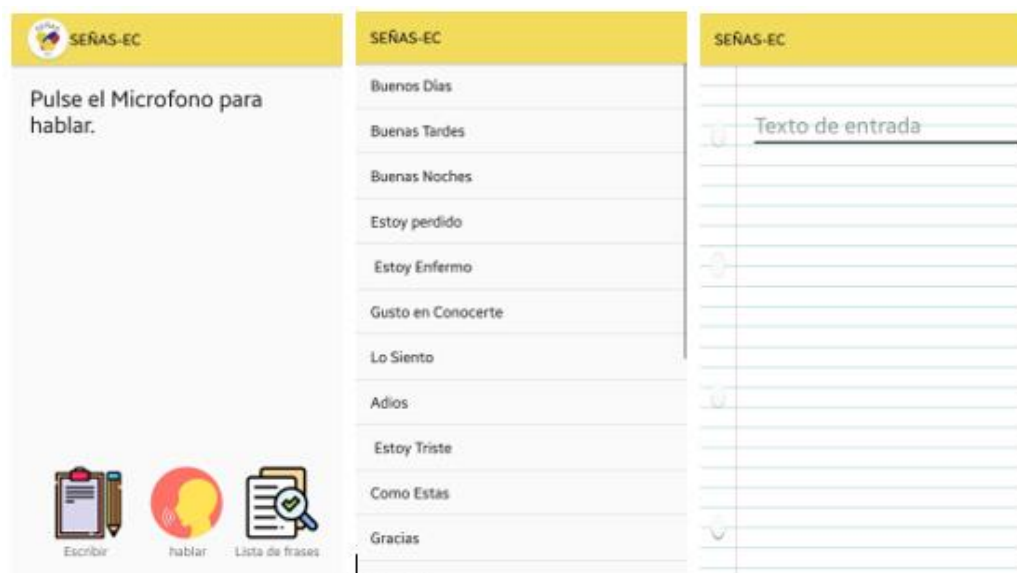 SEÑAS-EC
Pulse el Microfono para
hablar.
Escribir
hablar
Lista de frases
SEÑAS-EC
Buenos Días
Buenas Tardes
Buenas Noches
Estoy perdido
Estoy Enfermo
Gusto en Conocerte
Lo Siento
Adios
Estoy Triste
Como Estas
Gracias
SEÑAS-EC
Texto de entrada